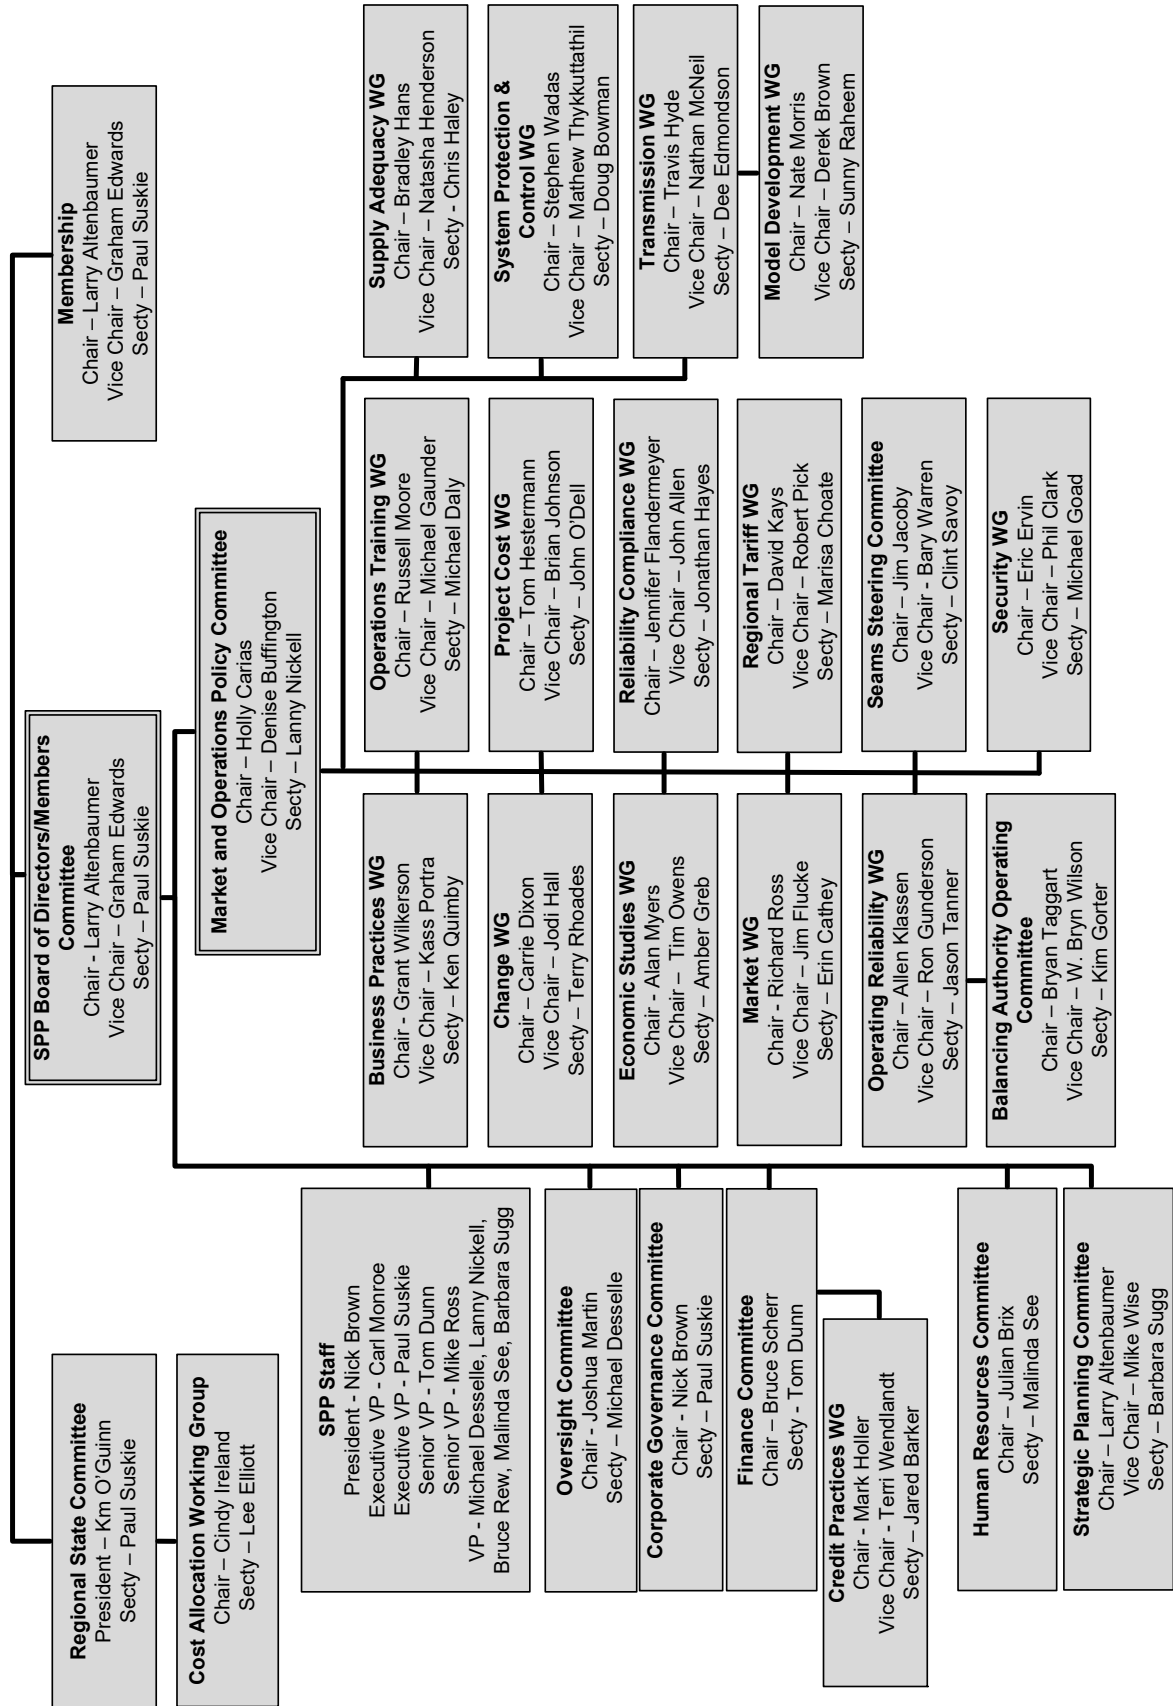 SPP Board of Directors/Members
Committee
Chair - Larry Altenbaumer
Vice Chair – Graham Edwards
Secty – Paul Suskie
Regional State Committee
President – Km O'Guinn
Secty – Paul Suskie
Cost Allocation Working Group
Chair – Cindy Ireland
Secty – Lee Elliott
Membership
Chair – Larry Altenbaumer
Vice Chair – Graham Edwards
Secty – Paul Suskie
Market and Operations Policy Committee
Chair – Holly Carias
Vice Chair – Denise Buffington
Secty – Lanny Nickell
SPP Staff
President - Nick Brown
Executive VP - Carl Monroe
Executive VP - Paul Suskie
Senior VP - Tom Dunn
Senior VP - Mike Ross
VP - Michael Desselle, Lanny Nickell,
Bruce Rew, Malinda See, Barbara Sugg
Oversight Committee
Chair - Joshua Martin
Secty – Michael Desselle
Corporate Governance Committee
Chair - Nick Brown
Secty – Paul Suskie
Finance Committee
Chair – Bruce Scherr
Secty - Tom Dunn
Credit Practices WG
Chair - Mark Holler
Vice Chair - Terri Wendlandt
Secty – Jared Barker
Human Resources Committee
Chair – Julian Brix
Secty – Malinda See
Strategic Planning Committee
Chair – Larry Altenbaumer
Vice Chair – Mike Wise
Secty – Barbara Sugg
Business Practices WG
Chair - Grant Wilkerson
Vice Chair – Kass Portra
Secty – Ken Quimby
Change WG
Chair – Carrie Dixon
Vice Chair – Jodi Hall
Secty – Terry Rhoades
Economic Studies WG
Chair - Alan Myers
Vice Chair – Tim Owens
Secty – Amber Greb
Market WG
Chair - Richard Ross
Vice Chair – Jim Flucke
Secty – Erin Cathey
Operating Reliability WG
Chair – Allen Klassen
Vice Chair – Ron Gunderson
Secty – Jason Tanner
Balancing Authority Operating
Committee
Chair – Bryan Taggart
Vice Chair – W. Bryn Wilson
Secty – Kim Gorter
Operations Training WG
Chair – Russell Moore
Vice Chair – Michael Gaunder
Secty – Michael Daly
Project Cost WG
Chair – Tom Hestermann
Vice Chair – Brian Johnson
Secty – John O'Dell
Reliability Compliance WG
Chair – Jennifer Flandermeyer
Vice Chair – John Allen
Secty – Jonathan Hayes
Regional Tariff WG
Chair – David Kays
Vice Chair – Robert Pick
Secty – Marisa Choate
Seams Steering Committee
Chair – Jim Jacoby
Vice Chair - Bary Warren
Secty – Clint Savoy
Security WG
Chair – Eric Ervin
Vice Chair – Phil Clark
Secty – Michael Goad
Supply Adequacy WG
Chair – Bradley Hans
Vice Chair – Natasha Henderson
Secty - Chris Haley
System Protection &
Control WG
Chair – Stephen Wadas
Vice Chair – Mathew Thykkuttathil
Secty – Doug Bowman
Transmission WG
Chair – Travis Hyde
Vice Chair – Nathan McNeil
Secty – Dee Edmondson
Model Development WG
Chair – Nate Morris
Vice Chair – Derek Brown
Secty – Sunny Raheem